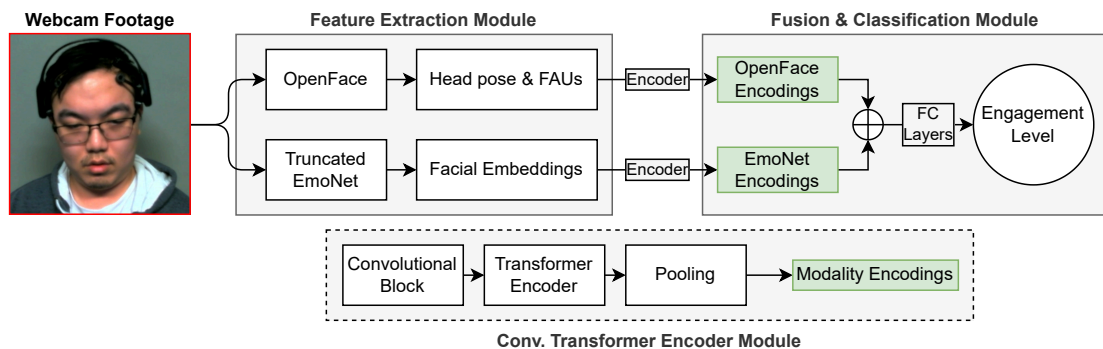 Webcam Footage
Feature Extraction Module
Fusion & Classification Module
OpenFace
Head pose & FAUs
Encoder
OpenFace
Encodings
Truncated
EmoNet
Facial Embeddings
Encoder
EmoNet
Encodings
FC
Layers
Engagement
Level
Convolutional
Block
Transformer
Encoder
Pooling
Modality Encodings
Conv. Transformer Encoder Module